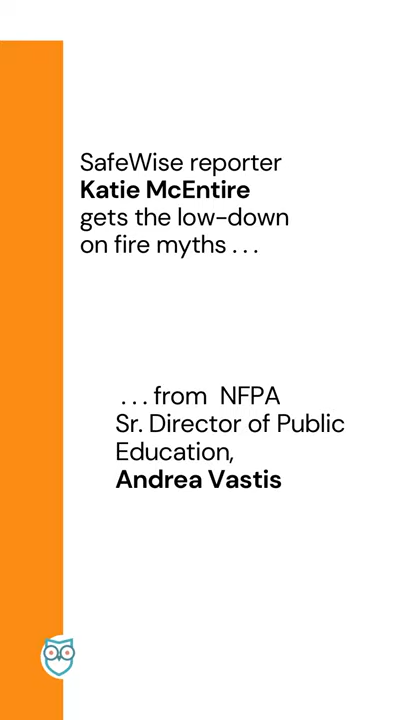 SafeWise reporter
Katie McEntire
gets the low-down
on fire myths . . .
. . . from NFPA
Sr. Director of Public
Education,
Andrea Vastis